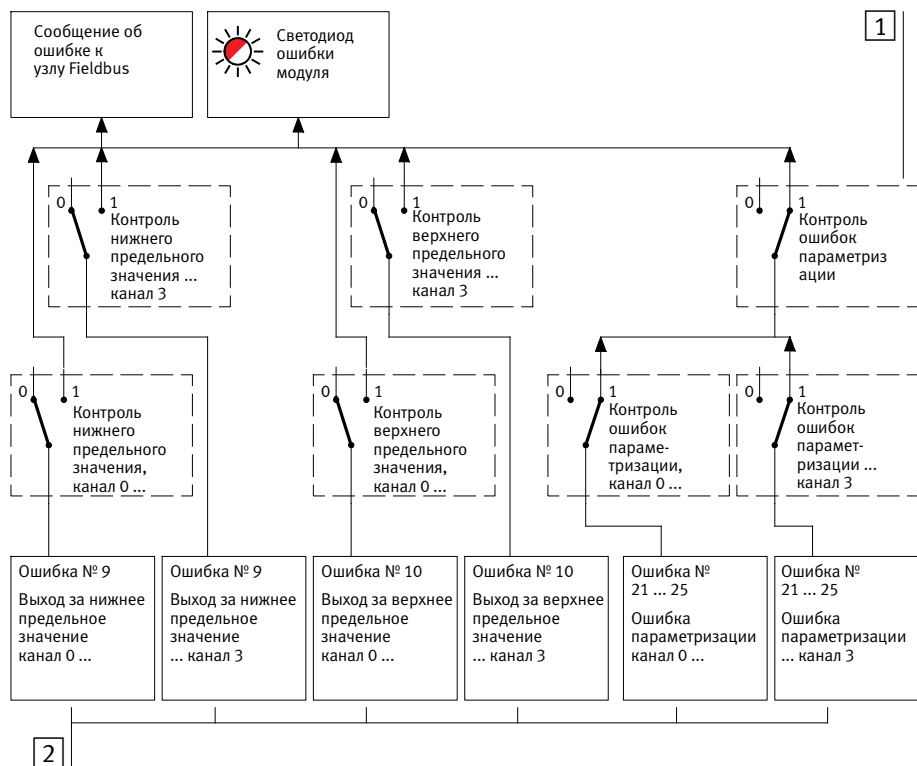 Сообщение об
ошибке к
узлу Fieldbus
Светодиод
ошибки
модуля
1
0
1
Контроль
нижнего
предельного
значения ...
канал 3
0
1
Контроль
верхнего
предельного
значения ...
канал 3
0
1
Контроль
ошибок
параметриз
ации
0
1
Контроль
нижнего
предельного
значения,
канал 0 ...
0
1
Контроль
верхнего
предельного
значения,
канал 0 ...
0
1
Контроль
ошибок
параме-
тризации,
канал 0 ...
0
1
Контроль
ошибок
парамет-
ризации ...
канал 3
Ошибка № 9
Выход за нижнее
предельное
значение
канал 0 ...
Ошибка № 9
Выход за нижнее
предельное
значение
... канал 3
Ошибка № 10
Выход за верхнее
предельное
значение
канал 0 ...
Ошибка № 10
Выход за верхнее
предельное
значение
... канал 3
Ошибка №
21 ... 25
Ошибка
параметризации
канал 0 ...
Ошибка №
21 ... 25
Ошибка
параметризации
... канал 3
2